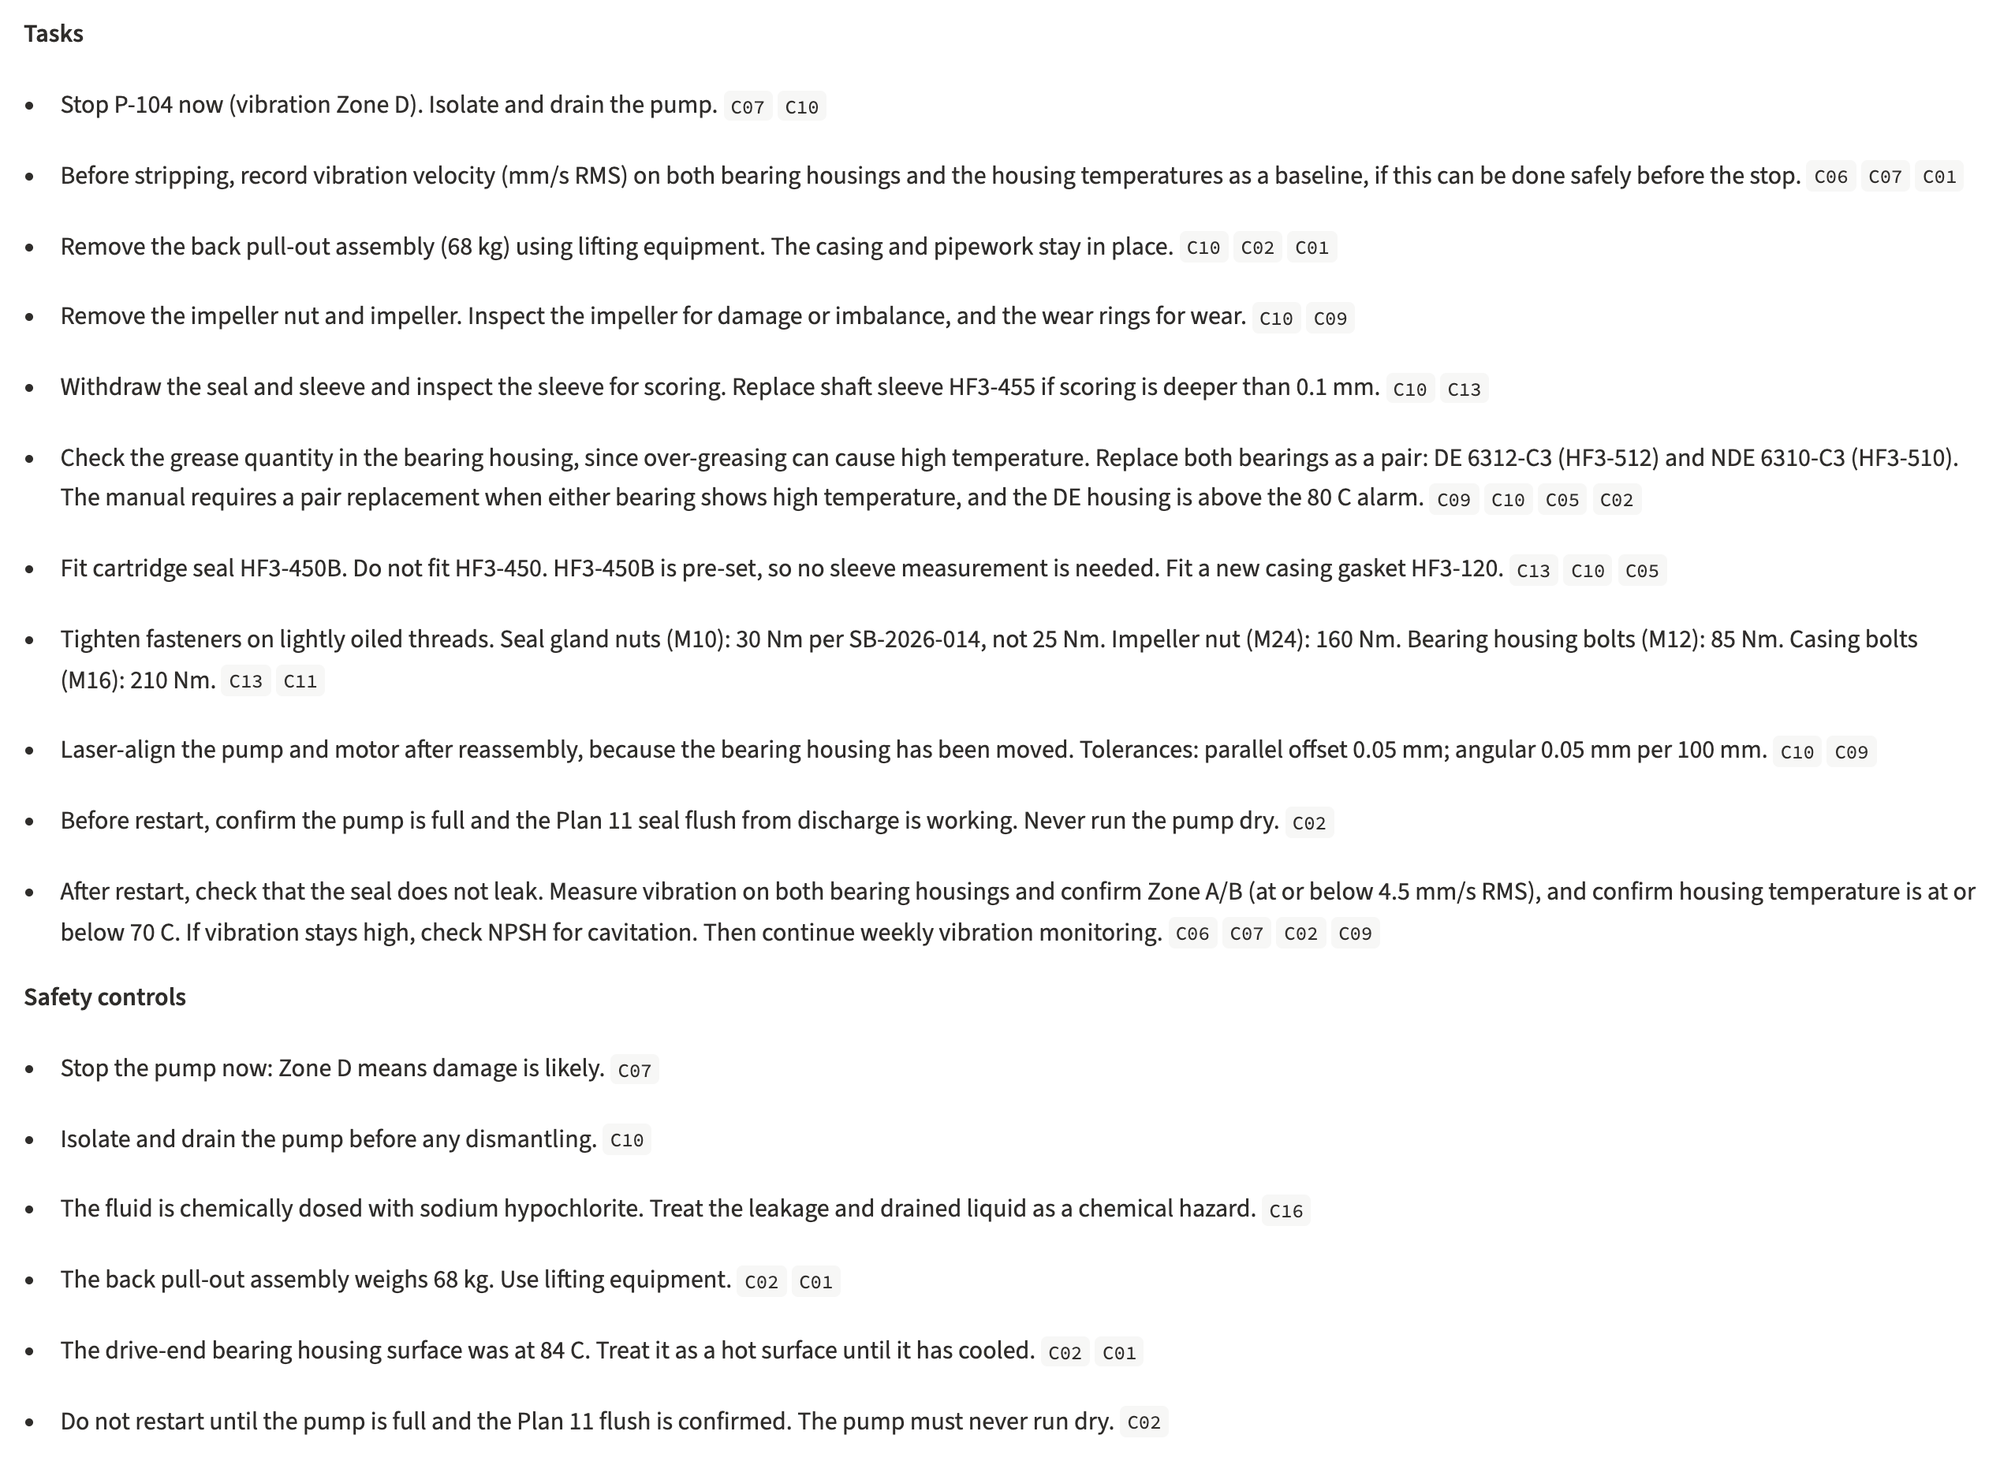 Tasks
• Stop P-104 now (vibration Zone D). Isolate and drain the pump. C07 C10
• Before stripping, record vibration velocity (mm/s RMS) on both bearing housings and the housing temperatures as a baseline, if this can be done safely before the stop. C06 C07 C01
• Remove the back pull-out assembly (68 kg) using lifting equipment. The casing and pipework stay in place. C10 C02 C01
• Remove the impeller nut and impeller. Inspect the impeller for damage or imbalance, and the wear rings for wear. C10 C09
• Withdraw the seal and sleeve and inspect the sleeve for scoring. Replace shaft sleeve HF3-455 if scoring is deeper than 0.1 mm. C10 C13
• Check the grease quantity in the bearing housing, since over-greasing can cause high temperature. Replace both bearings as a pair: DE 6312-C3 (HF3-512) and NDE 6310-C3 (HF3-510).
The manual requires a pair replacement when either bearing shows high temperature, and the DE housing is above the 80 C alarm. C09 C10 C05 C02
• Fit cartridge seal HF3-450B. Do not fit HF3-450. HF3-450B is pre-set, so no sleeve measurement is needed. Fit a new casing gasket HF3-120. C13 C10 C05
• Tighten fasteners on lightly oiled threads. Seal gland nuts (M10): 30 Nm per SB-2026-014, not 25 Nm. Impeller nut (M24): 160 Nm. Bearing housing bolts (M12): 85 Nm. Casing bolts
(M16): 210 Nm. C13 C11
• Laser-align the pump and motor after reassembly, because the bearing housing has been moved. Tolerances: parallel offset 0.05 mm; angular 0.05 mm per 100 mm. C10 C09
• Before restart, confirm the pump is full and the Plan 11 seal flush from discharge is working. Never run the pump dry. C02
• After restart, check that the seal does not leak. Measure vibration on both bearing housings and confirm Zone A/B (at or below 4.5 mm/s RMS), and confirm housing temperature is at or
below 70 C. If vibration stays high, check NPSH for cavitation. Then continue weekly vibration monitoring. C06 C07 C02 C09
Safety controls
• Stop the pump now: Zone D means damage is likely. C07
• Isolate and drain the pump before any dismantling. C10
• The fluid is chemically dosed with sodium hypochlorite. Treat the leakage and drained liquid as a chemical hazard. C16
• The back pull-out assembly weighs 68 kg. Use lifting equipment. C02 C01
• The drive-end bearing housing surface was at 84 C. Treat it as a hot surface until it has cooled. C02 C01
• Do not restart until the pump is full and the Plan 11 flush is confirmed. The pump must never run dry. C02